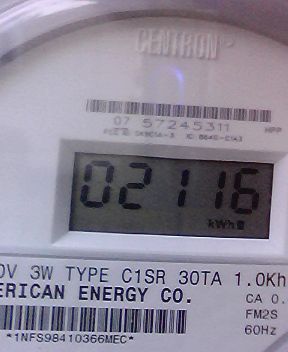 CENTRON
07 57245311
HPP
02116
kWh
0V 3W TYPE C1SR 30TA 1.0Kh
ERICAN ENERGY CO.
CA 0.
FM2S
60Hz
*1NFS98410366MEC*